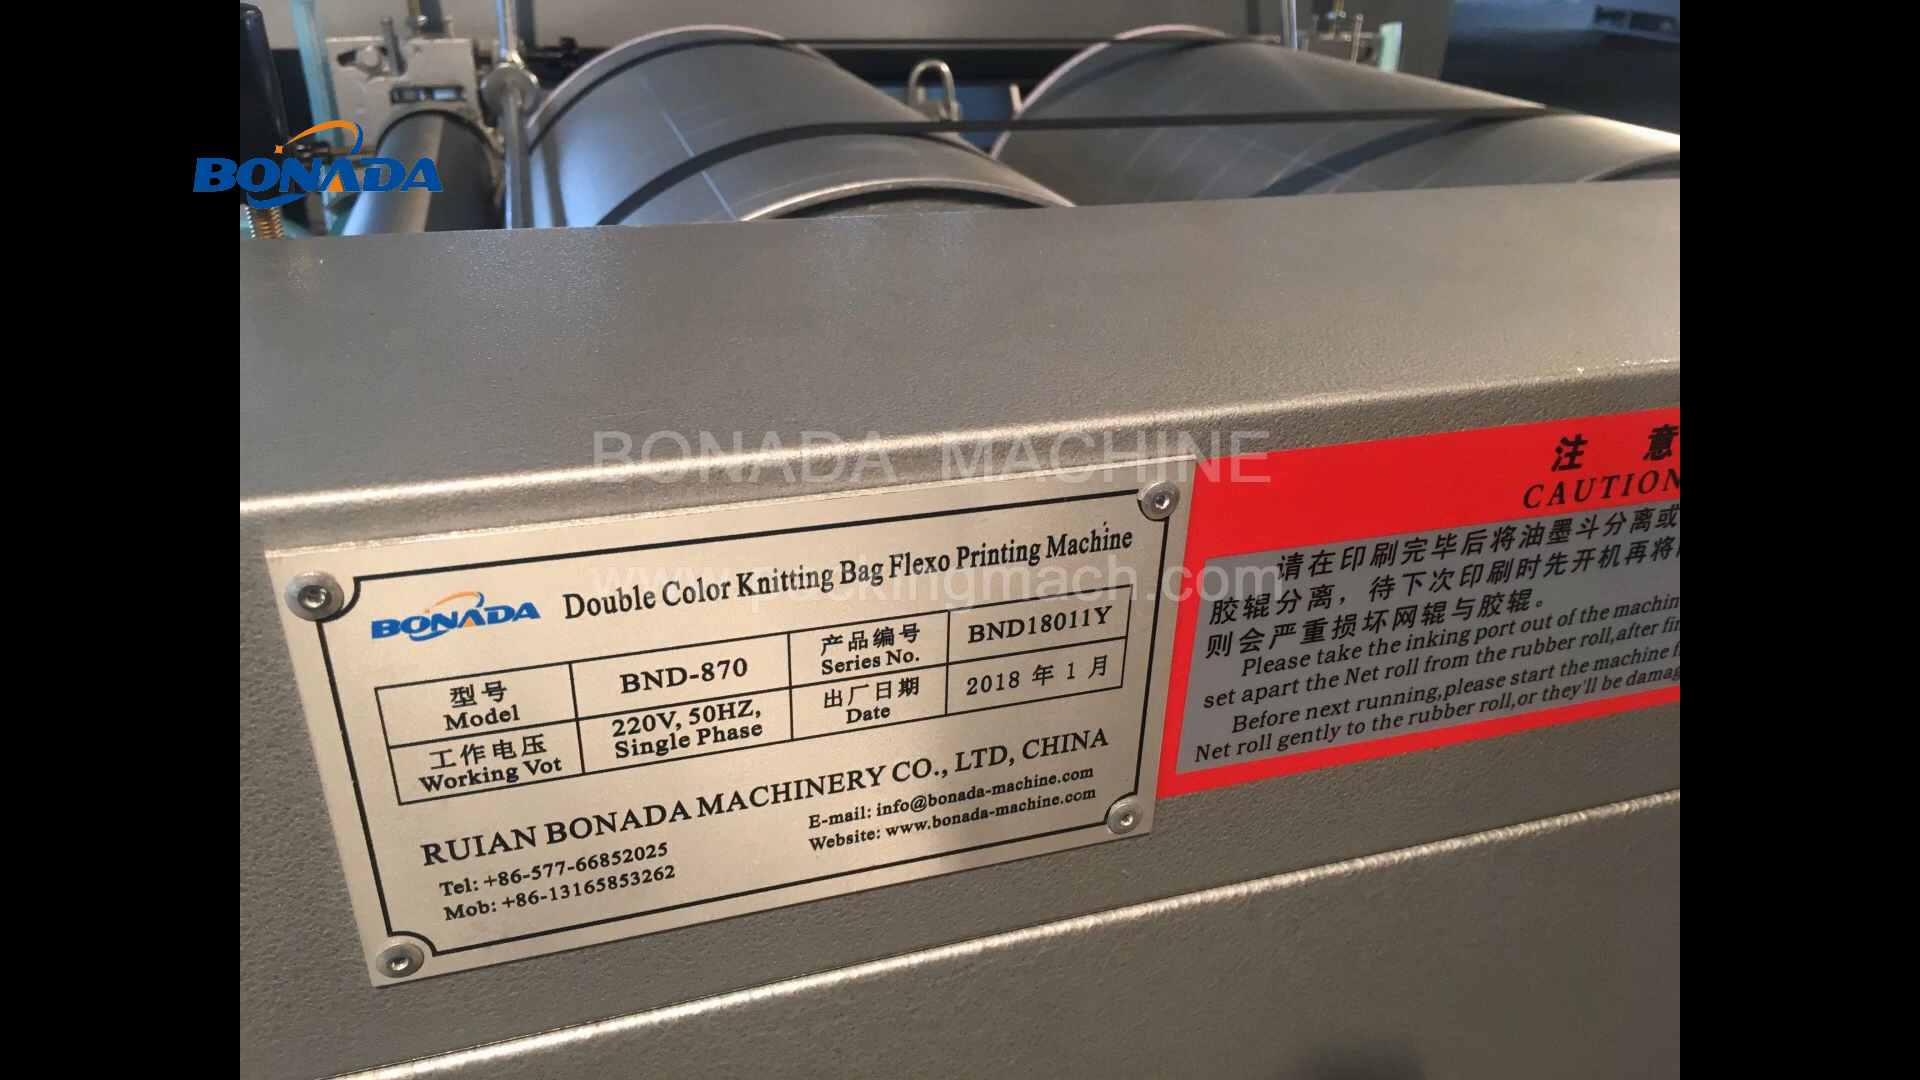 BONADA
BONADA MACHINE
www.packingmach.com
BONADA Double Color Knitting Bag Flexo Printing Machine
型号 Model
BND-870
产品编号 Series No.
BND18011Y
工作电压 Working Vot
220V, 50HZ, Single Phase
出厂日期 Date
2018 年 1 月
RUIAN BONADA MACHINERY CO., LTD, CHINA
Tel: +86-577-66852025
Mob: +86-13165853262
E-mail: info@bonada-machine.com
Website: www.bonada-machine.com
注 意
CAUTION
请在印刷完毕后将油墨斗分离或
胶辊分离，待下次印刷时先开机再将
则会严重损坏网辊与胶辊。
Please take the inking port out of the machin
set apart the Net roll from the rubber roll,after fi
Before next running,please start the machine f
Net roll gently to the rubber roll,or they'll be damag